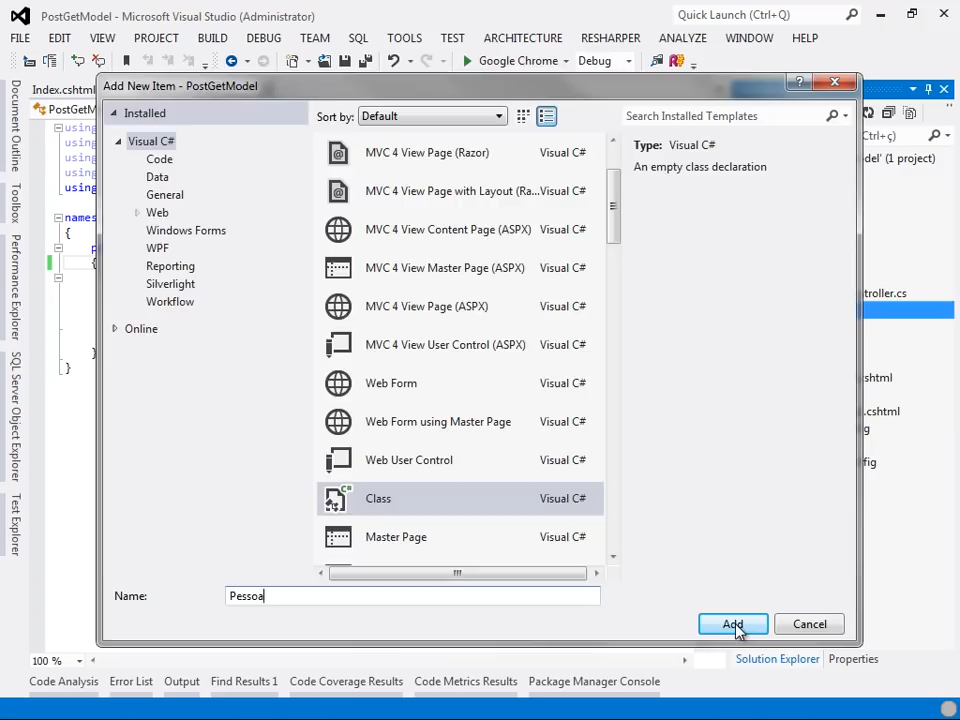 PostGetModel - Microsoft Visual Studio (Administrator)
Quick Launch (Ctrl+Q)
FILE EDIT VIEW PROJECT BUILD DEBUG TEAM SQL TOOLS TEST ARCHITECTURE RESHARPER ANALYZE WINDOW HELP
Google Chrome
Debug
Index.cshtml
Add New Item - PostGetModel
PostGetM
Installed
Sort by: Default
Search Installed Templates
Visual C#
Code
Data
General
Web
Windows Forms
WPF
Reporting
Silverlight
Workflow
Online
MVC 4 View Page (Razor) Visual C#
MVC 4 View Page with Layout (Ra...Visual C#
MVC 4 View Content Page (ASPX) Visual C#
MVC 4 View Master Page (ASPX) Visual C#
MVC 4 View Page (ASPX) Visual C#
MVC 4 View User Control (ASPX) Visual C#
Web Form Visual C#
Web Form using Master Page Visual C#
Web User Control Visual C#
Class Visual C#
Master Page Visual C#
Type: Visual C#
An empty class declaration
Name: Pessoa
Add
Cancel
Document Outline
Toolbox
Performance Explorer
SQL Server Object Explorer
Test Explorer
using
using
using
using
using
names
{
p
{
}
}
Ctrl+ç)
odel' (1 project)
troller.cs
shtml
.cshtml
g
fig
100 %
Solution Explorer Properties
Code Analysis Error List Output Find Results 1 Code Coverage Results Code Metrics Results Package Manager Console